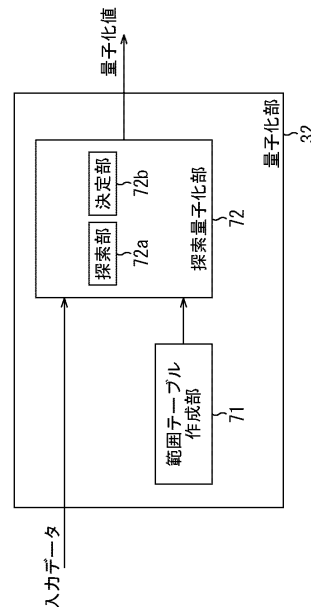 入力データ
範囲テーブル
作成部
71
探索部
72a
決定部
72b
探索量子化部
72
量子化値
量子化部
32